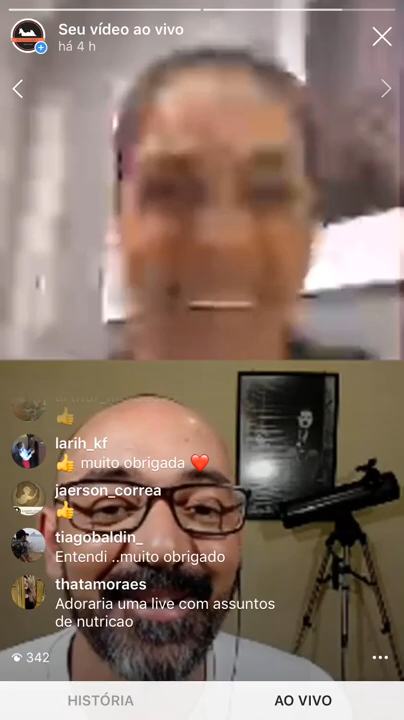 Seu vídeo ao vivo
há 4 h
larih_kf
👍 muito obrigada ❤️
jaerson_correa
👍
tiagobaldin_
Entendi ..muito obrigado
thatamoraes
Adoraria uma live com assuntos
de nutricao
342
HISTÓRIA
AO VIVO